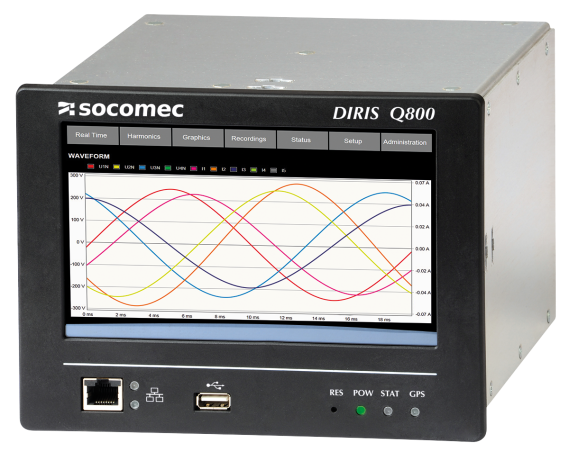 socomec DIRIS Q800
Real Time Harmonics Graphics Recordings Status Setup Administration
WAVEFORM
U1N U2N U3N U4N I1 I2 I3 I4 I5
300 V 0.07 A
200 V 0.04 A
100 V 0.02 A
0 V 0.00 A
-100 V -0.02 A
-200 V -0.04 A
-300 V -0.07 A
0 ms 2 ms 4 ms 6 ms 8 ms 10 ms 12 ms 14 ms 16 ms 18 ms
RES POW STAT GPS